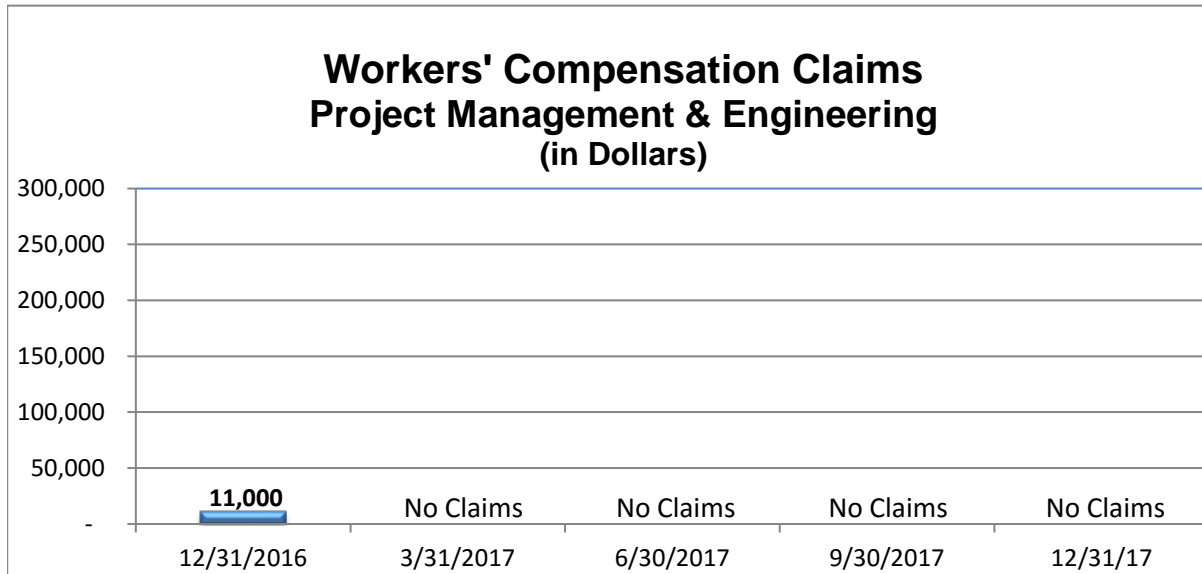 Workers' Compensation Claims
Project Management & Engineering
(in Dollars)
300,000
250,000
200,000
150,000
100,000
50,000
-
11,000
No Claims
No Claims
No Claims
No Claims
12/31/2016
3/31/2017
6/30/2017
9/30/2017
12/31/17